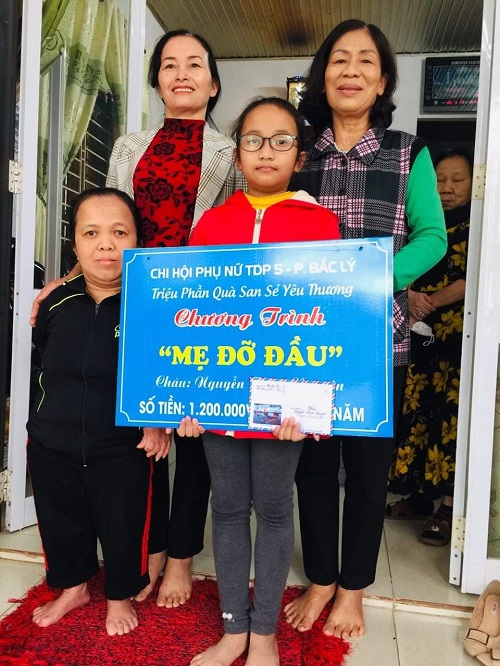 CHI HỘI PHỤ NỮ TDP 5 - P. BẮC LÝ
Triệu Phần Quà San Sẻ Yêu Thương
Chương Trình
“MẸ ĐỠ ĐẦU”
Cháu: Nguyễn
SỐ TIỀN: 1.200.000 NĂM